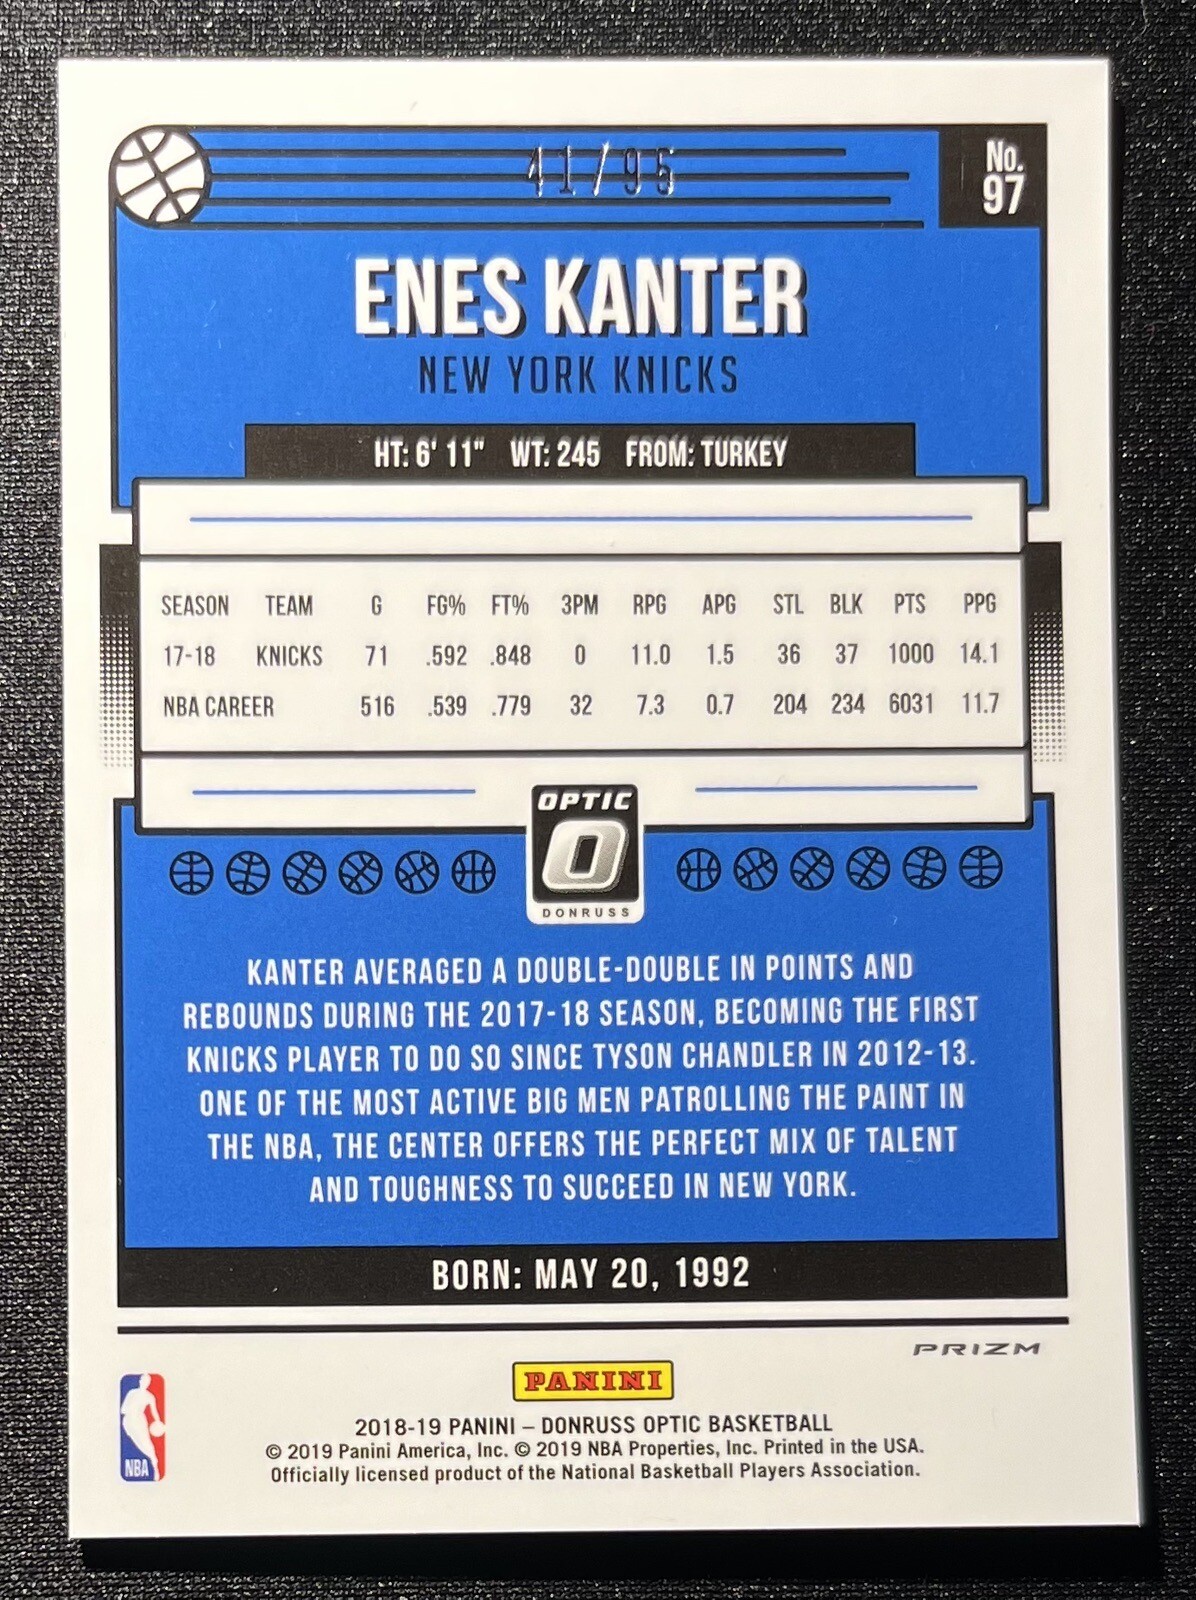 41/95
No.
97
ENES KANTER
NEW YORK KNICKS
HT: 6' 11" WT: 245 FROM: TURKEY
SEASON TEAM G FG% FT% 3PM RPG APG STL BLK PTS PPG
17-18 KNICKS 71 .592 .848 0 11.0 1.5 36 37 1000 14.1
NBA CAREER 516 .539 .779 32 7.3 0.7 204 234 6031 11.7
OPTIC
O
DONRUSS
KANTER AVERAGED A DOUBLE-DOUBLE IN POINTS AND
REBOUNDS DURING THE 2017-18 SEASON, BECOMING THE FIRST
KNICKS PLAYER TO DO SO SINCE TYSON CHANDLER IN 2012-13.
ONE OF THE MOST ACTIVE BIG MEN PATROLLING THE PAINT IN
THE NBA, THE CENTER OFFERS THE PERFECT MIX OF TALENT
AND TOUGHNESS TO SUCCEED IN NEW YORK.
BORN: MAY 20, 1992
PRIZM
PANINI
NBA
2018-19 PANINI – DONRUSS OPTIC BASKETBALL
© 2019 Panini America, Inc. © 2019 NBA Properties, Inc. Printed in the USA.
Officially licensed product of the National Basketball Players Association.